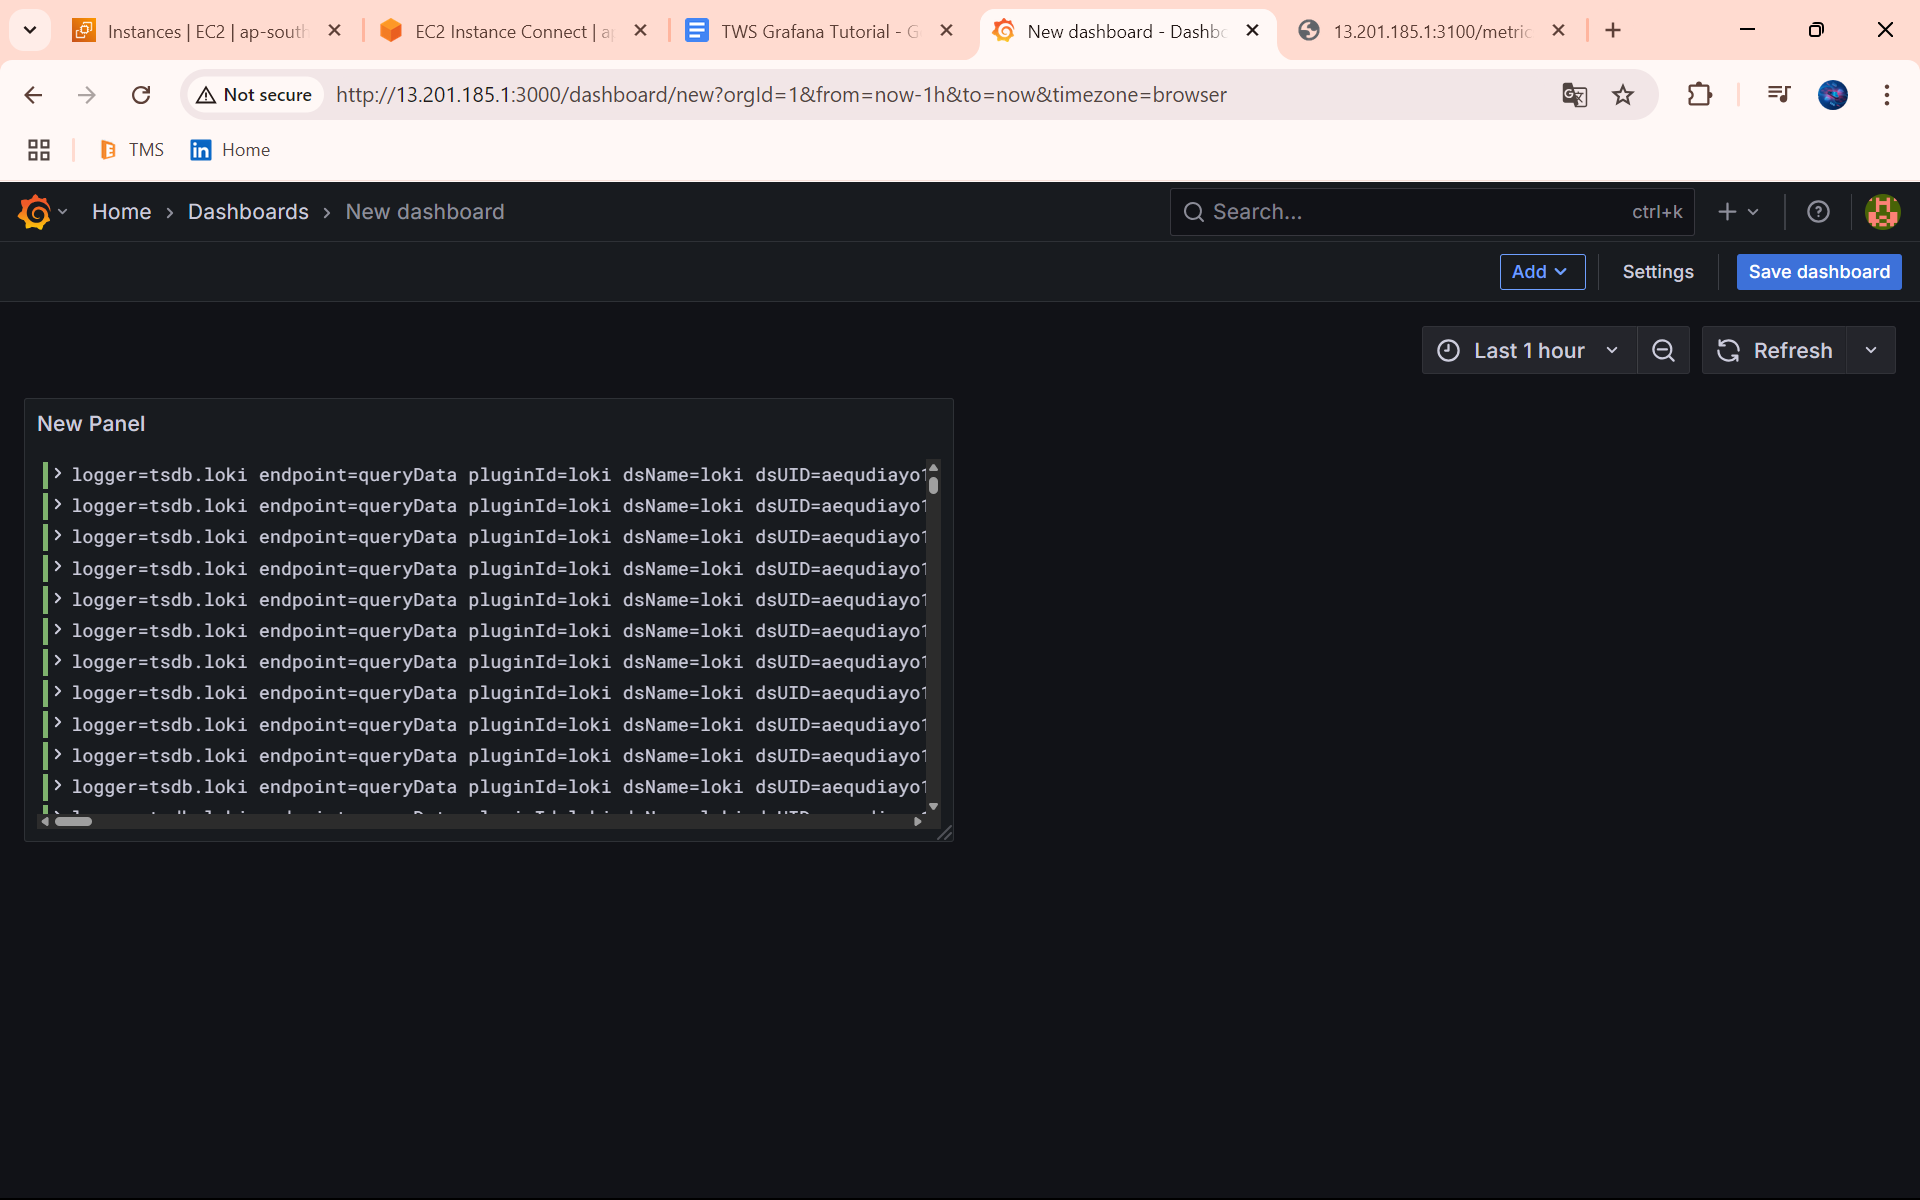 Instances | EC2 | ap-south
EC2 Instance Connect | ap
TWS Grafana Tutorial - G
New dashboard - Dashbo
13.201.185.1:3100/metric
Not secure
http://13.201.185.1:3000/dashboard/new?orgId=1&from=now-1h&to=now&timezone=browser
TMS
Home
Home › Dashboards › New dashboard
Search...
ctrl+k
Add
Settings
Save dashboard
Last 1 hour
Refresh
New Panel
logger=tsdb.loki endpoint=queryData pluginId=loki dsName=loki dsUID=aequdiayo1
logger=tsdb.loki endpoint=queryData pluginId=loki dsName=loki dsUID=aequdiayo1
logger=tsdb.loki endpoint=queryData pluginId=loki dsName=loki dsUID=aequdiayo1
logger=tsdb.loki endpoint=queryData pluginId=loki dsName=loki dsUID=aequdiayo1
logger=tsdb.loki endpoint=queryData pluginId=loki dsName=loki dsUID=aequdiayo1
logger=tsdb.loki endpoint=queryData pluginId=loki dsName=loki dsUID=aequdiayo1
logger=tsdb.loki endpoint=queryData pluginId=loki dsName=loki dsUID=aequdiayo1
logger=tsdb.loki endpoint=queryData pluginId=loki dsName=loki dsUID=aequdiayo1
logger=tsdb.loki endpoint=queryData pluginId=loki dsName=loki dsUID=aequdiayo1
logger=tsdb.loki endpoint=queryData pluginId=loki dsName=loki dsUID=aequdiayo1
logger=tsdb.loki endpoint=queryData pluginId=loki dsName=loki dsUID=aequdiayo1